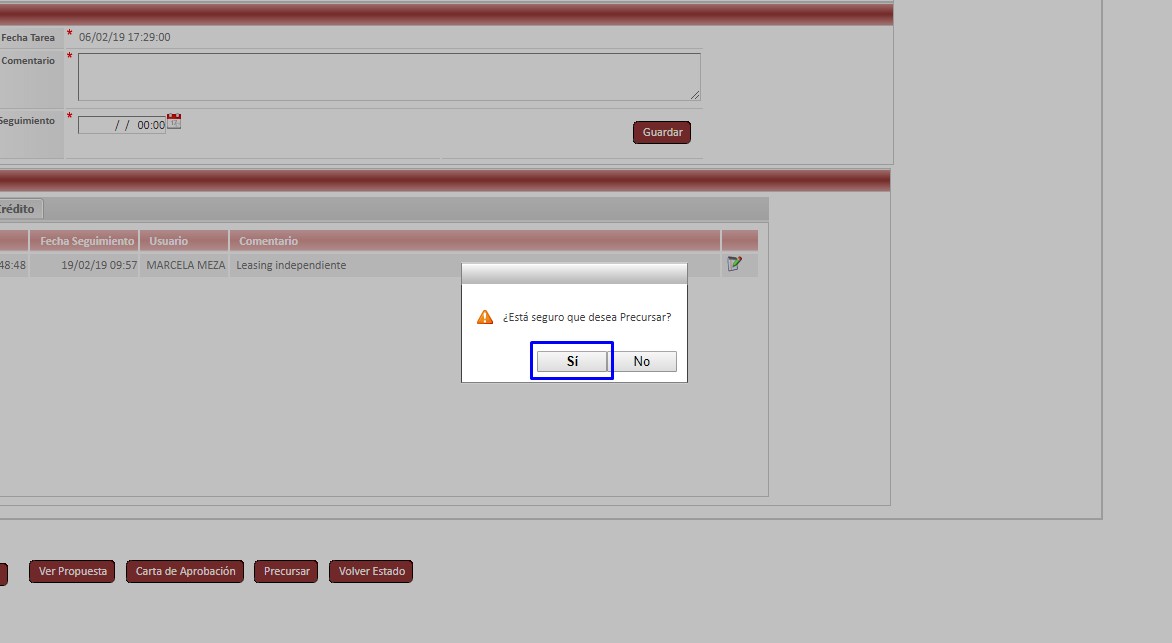 Fecha Tarea * 06/02/19 17:29:00
Comentario *
Seguimiento * / / 00:00
Guardar
Crédito
Fecha Seguimiento Usuario Comentario
48:48 19/02/19 09:57 MARCELA MEZA Leasing independiente
¿Está seguro que desea Precursar?
Sí No
Ver Propuesta Carta de Aprobación Precursar Volver Estado